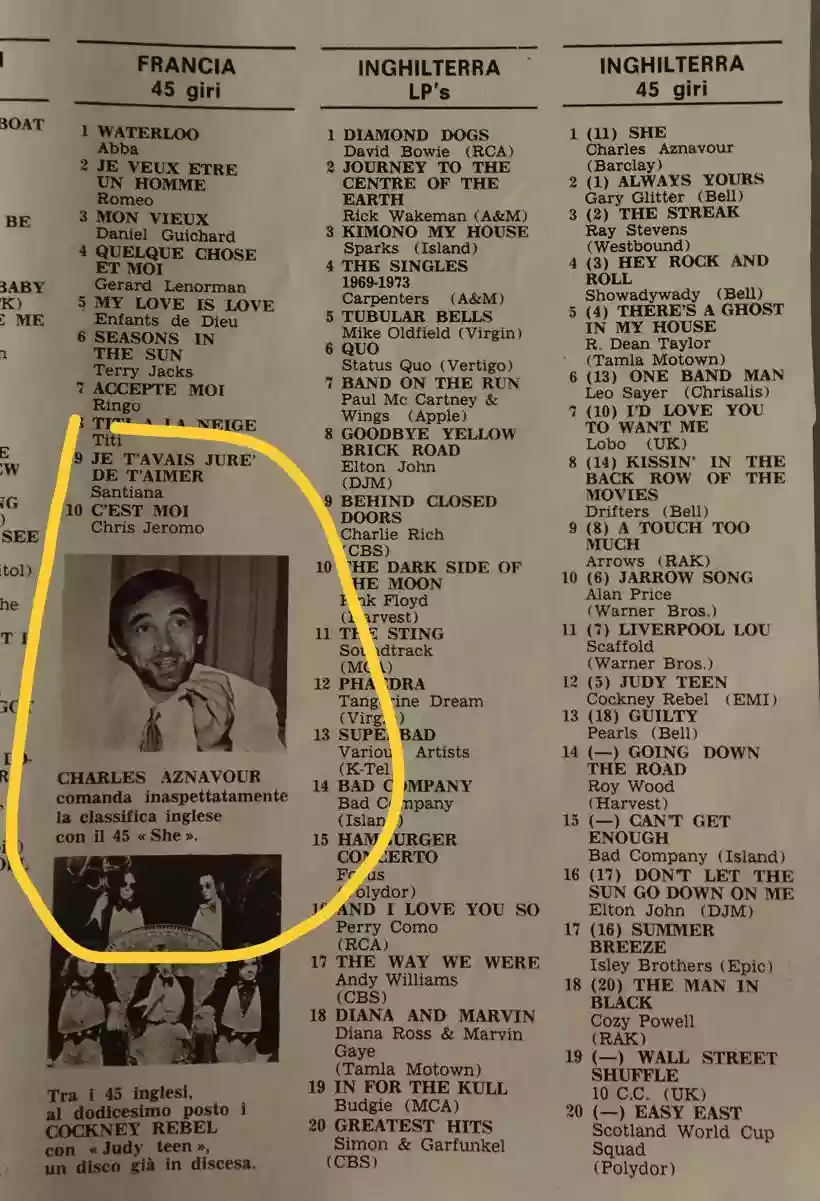 BOAT
BE
BABY
K)
E ME
n
E
EW
NG
)
SEE
itol)
he
T I
GOT
DO-
R
FRANCIA
45 giri
1 WATERLOO
Abba
2 JE VEUX ETRE
UN HOMME
Romeo
3 MON VIEUX
Daniel Guichard
4 QUELQUE CHOSE
ET MOI
Gerard Lenorman
5 MY LOVE IS LOVE
Enfants de Dieu
6 SEASONS IN
THE SUN
Terry Jacks
7 ACCEPTE MOI
Ringo
8 TITI A LA NEIGE
Titi
9 JE T'AVAIS JURE'
DE T'AIMER
Santiana
10 C'EST MOI
Chris Jeromo
CHARLES AZNAVOUR
comanda inaspettatamente
la classifica inglese
con il 45 « She ».
Tra i 45 inglesi,
al dodicesimo posto i
COCKNEY REBEL
con « Judy teen »,
un disco già in discesa.
INGHILTERRA
LP's
1 DIAMOND DOGS
David Bowie (RCA)
2 JOURNEY TO THE
CENTRE OF THE
EARTH
Rick Wakeman (A&M)
3 KIMONO MY HOUSE
Sparks (Island)
4 THE SINGLES
1969-1973
Carpenters (A&M)
5 TUBULAR BELLS
Mike Oldfield (Virgin)
6 QUO
Status Quo (Vertigo)
7 BAND ON THE RUN
Paul Mc Cartney &
Wings (Apple)
8 GOODBYE YELLOW
BRICK ROAD
Elton John
(DJM)
9 BEHIND CLOSED
DOORS
Charlie Rich
(CBS)
10 THE DARK SIDE OF
THE MOON
Pink Floyd
(Harvest)
11 THE STING
Soundtrack
(MCA)
12 PHAEDRA
Tangerine Dream
(Virg.)
13 SUPERBAD
Various Artists
(K-Tel)
14 BAD COMPANY
Bad Company
(Island)
15 HAMBURGER
CONCERTO
Focus
(Polydor)
16 AND I LOVE YOU SO
Perry Como
(RCA)
17 THE WAY WE WERE
Andy Williams
(CBS)
18 DIANA AND MARVIN
Diana Ross & Marvin
Gaye
(Tamla Motown)
19 IN FOR THE KULL
Budgie (MCA)
20 GREATEST HITS
Simon & Garfunkel
(CBS)
INGHILTERRA
45 giri
1 (11) SHE
Charles Aznavour
(Barclay)
2 (1) ALWAYS YOURS
Gary Glitter (Bell)
3 (2) THE STREAK
Ray Stevens
(Westbound)
4 (3) HEY ROCK AND
ROLL
Showadywady (Bell)
5 (4) THERE'S A GHOST
IN MY HOUSE
R. Dean Taylor
(Tamla Motown)
6 (13) ONE BAND MAN
Leo Sayer (Chrisalis)
7 (10) I'D LOVE YOU
TO WANT ME
Lobo (UK)
8 (14) KISSIN' IN THE
BACK ROW OF THE
MOVIES
Drifters (Bell)
9 (8) A TOUCH TOO
MUCH
Arrows (RAK)
10 (6) JARROW SONG
Alan Price
(Warner Bros.)
11 (7) LIVERPOOL LOU
Scaffold
(Warner Bros.)
12 (5) JUDY TEEN
Cockney Rebel (EMI)
13 (18) GUILTY
Pearls (Bell)
14 (—) GOING DOWN
THE ROAD
Roy Wood
(Harvest)
15 (—) CAN'T GET
ENOUGH
Bad Company (Island)
16 (17) DON'T LET THE
SUN GO DOWN ON ME
Elton John (DJM)
17 (16) SUMMER
BREEZE
Isley Brothers (Epic)
18 (20) THE MAN IN
BLACK
Cozy Powell
(RAK)
19 (—) WALL STREET
SHUFFLE
10 C.C. (UK)
20 (—) EASY EAST
Scotland World Cup
Squad
(Polydor)